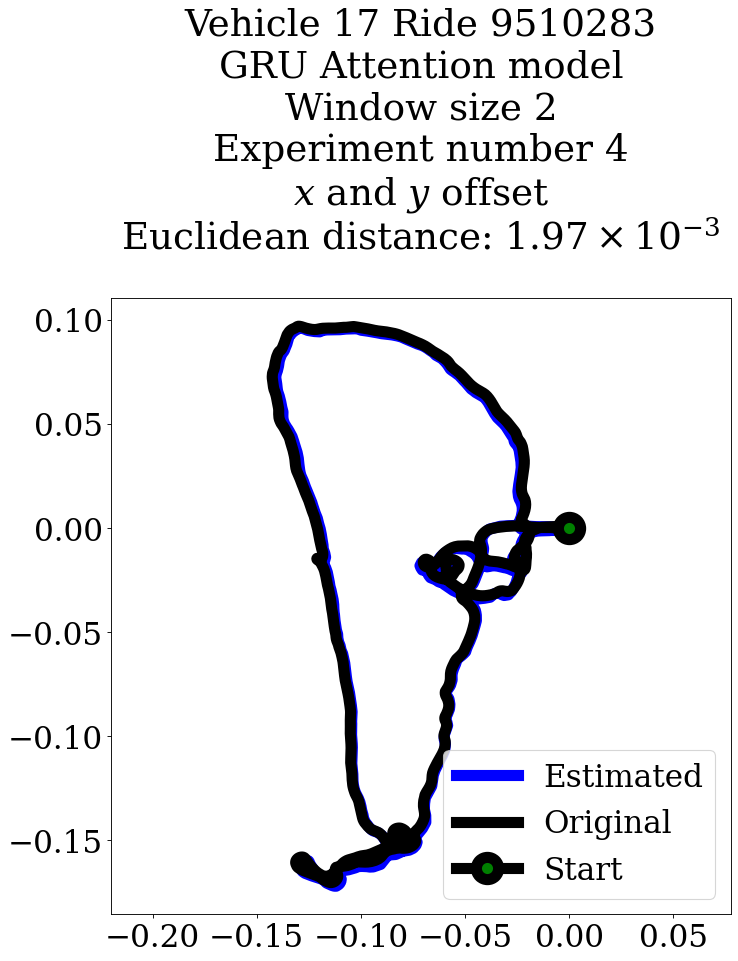 Vehicle 17 Ride 9510283
GRU Attention model
Window size 2
Experiment number 4
x and y offset
Euclidean distance: 1.97 × 10⁻³
0.10
0.05
0.00
−0.05
−0.10
−0.15
Estimated
Original
Start
−0.20 −0.15 −0.10 −0.05 0.00 0.05